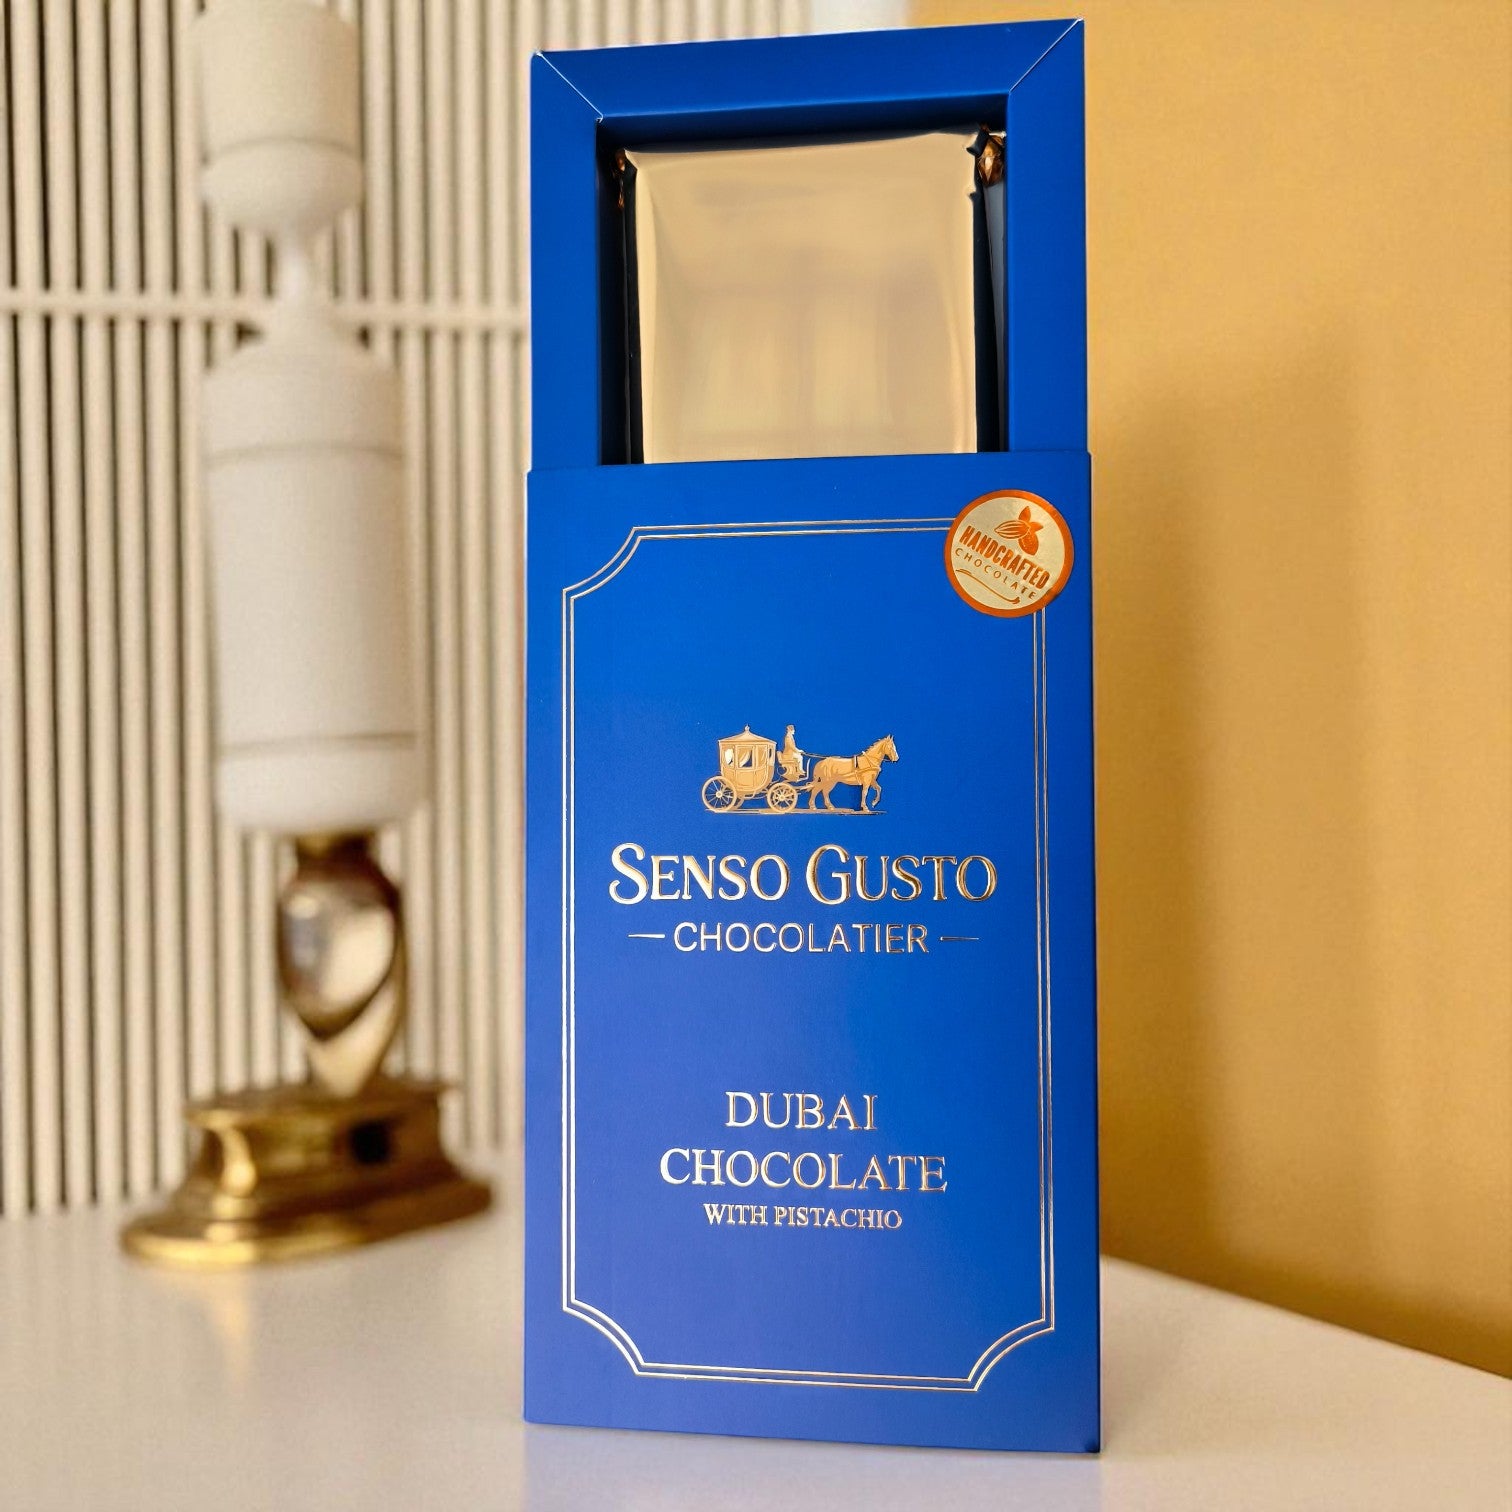 HANDCRAFTED
CHOCOLATE
SENSO GUSTO
CHOCOLATIER
DUBAI
CHOCOLATE
WITH PISTACHIO